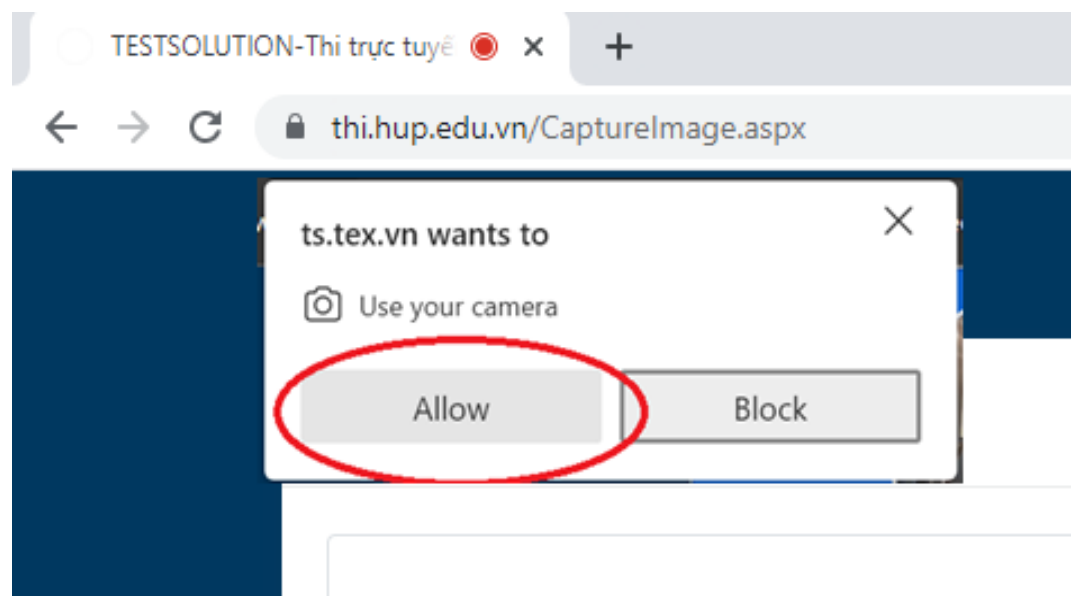 TESTSOLUTION-Thi trực tuyế
thi.hup.edu.vn/CaptureImage.aspx
ts.tex.vn wants to
Use your camera
Allow Block